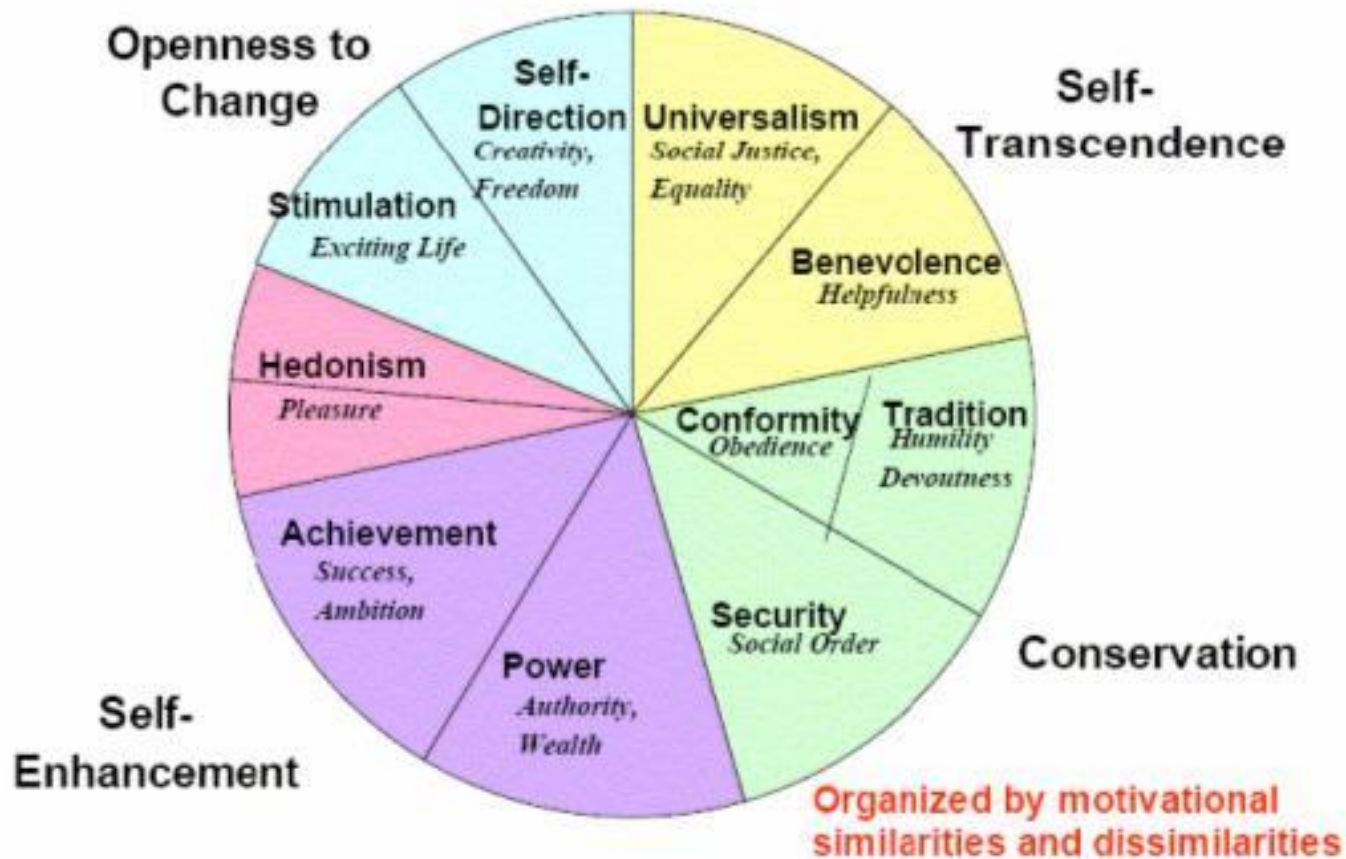 Openness to
Change
Self-
Direction
Creativity,
Freedom
Universalism
Social Justice,
Equality
Self-
Transcendence
Stimulation
Exciting Life
Benevolence
Helpfulness
Hedonism
Pleasure
Conformity
Obedience
Tradition
Humility
Devoutness
Achievement
Success,
Ambition
Security
Social Order
Conservation
Power
Authority,
Wealth
Self-
Enhancement
Organized by motivational
similarities and dissimilarities